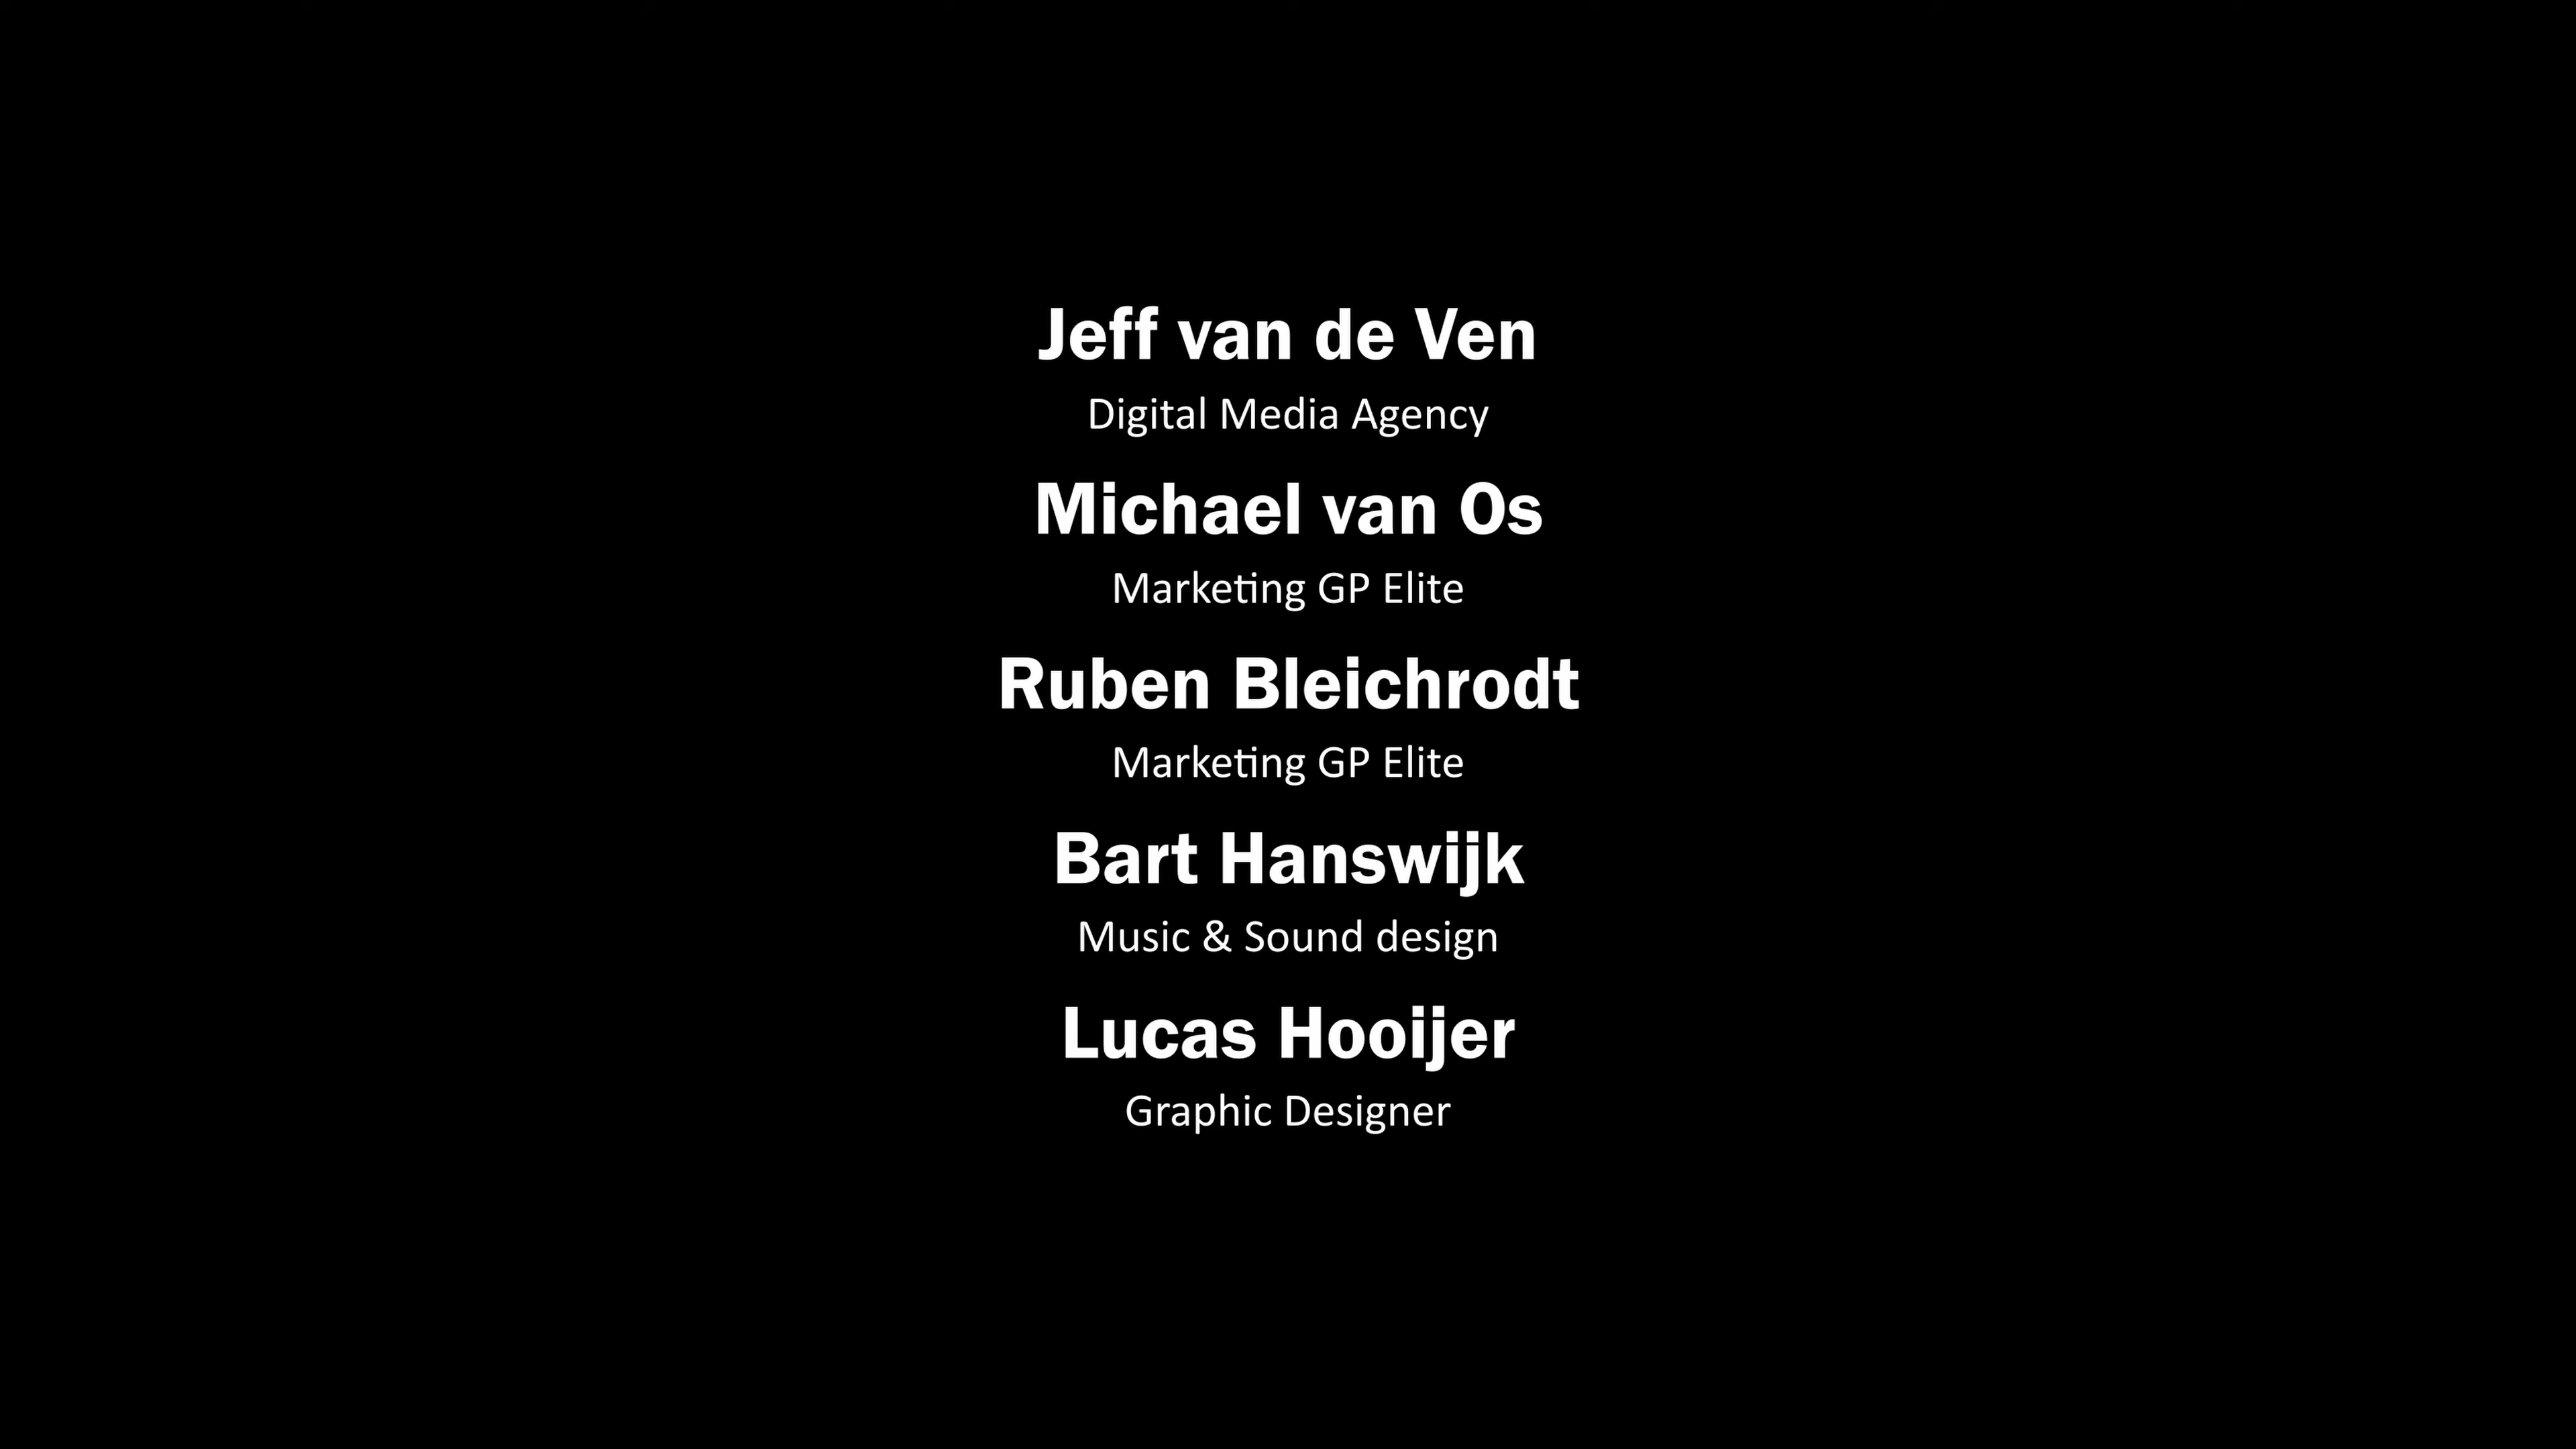 Jeff van de Ven
Digital Media Agency
Michael van Os
Marketing GP Elite
Ruben Bleichrodt
Marketing GP Elite
Bart Hanswijk
Music & Sound design
Lucas Hooijer
Graphic Designer